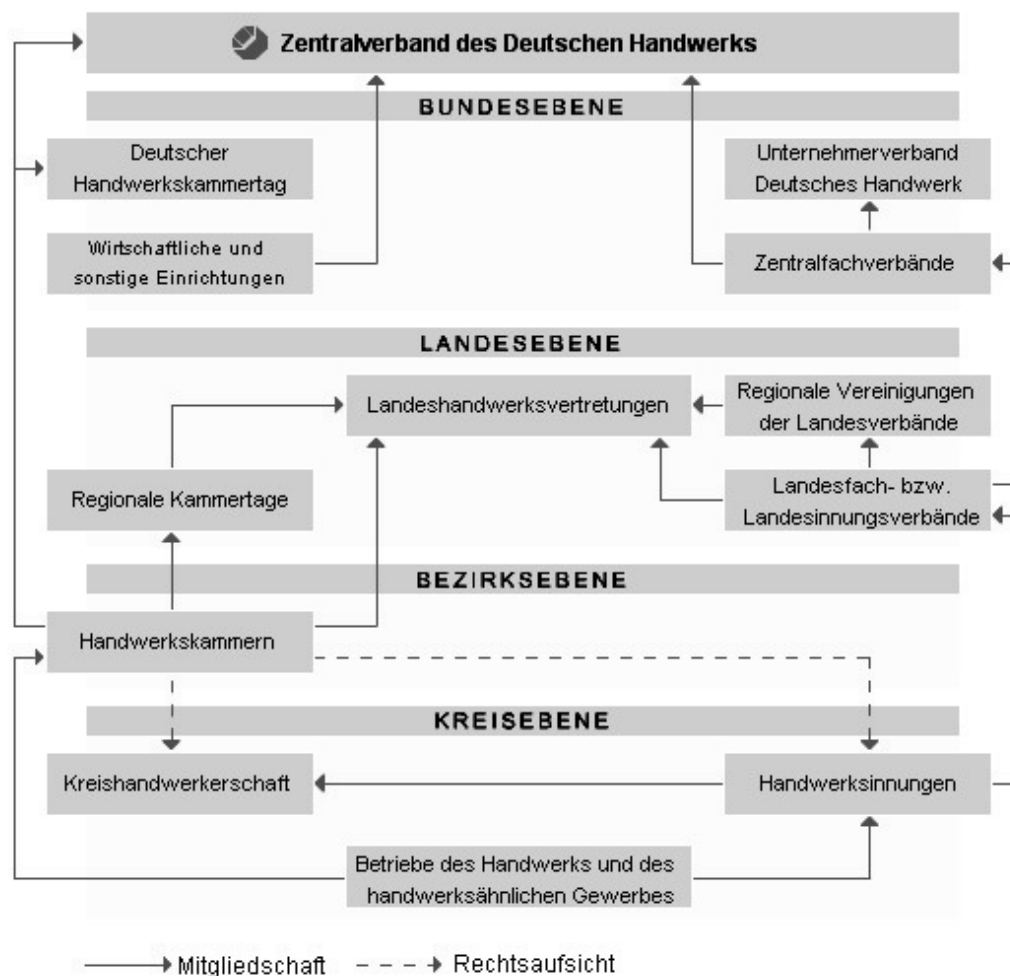 Zentralverband des Deutschen Handwerks
BUNDESEBENE
Deutscher
Handwerkskammertag
Unternehmerverband
Deutsches Handwerk
Wirtschaftliche und
sonstige Einrichtungen
Zentralfachverbände
LANDESEBENE
Landeshandwerksvertretungen
Regionale Vereinigungen
der Landesverbände
Regionale Kammertage
Landesfach- bzw.
Landesinnungsverbände
BEZIRKSEBENE
Handwerkskammern
KREISEBENE
Kreishandwerkerschaft
Handwerksinnungen
Betriebe des Handwerks und des
handwerksähnlichen Gewerbes
Mitgliedschaft
Rechtsaufsicht